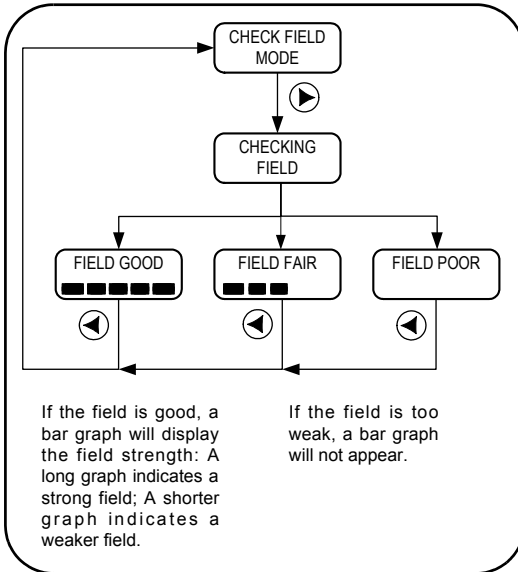 CHECK FIELD
MODE
CHECKING
FIELD
FIELD GOOD
FIELD FAIR
FIELD POOR
If the field is good, a
bar graph will display
the field strength: A
long graph indicates a
strong field; A shorter
graph indicates a
weaker field.
If the field is too
weak, a bar graph
will not appear.